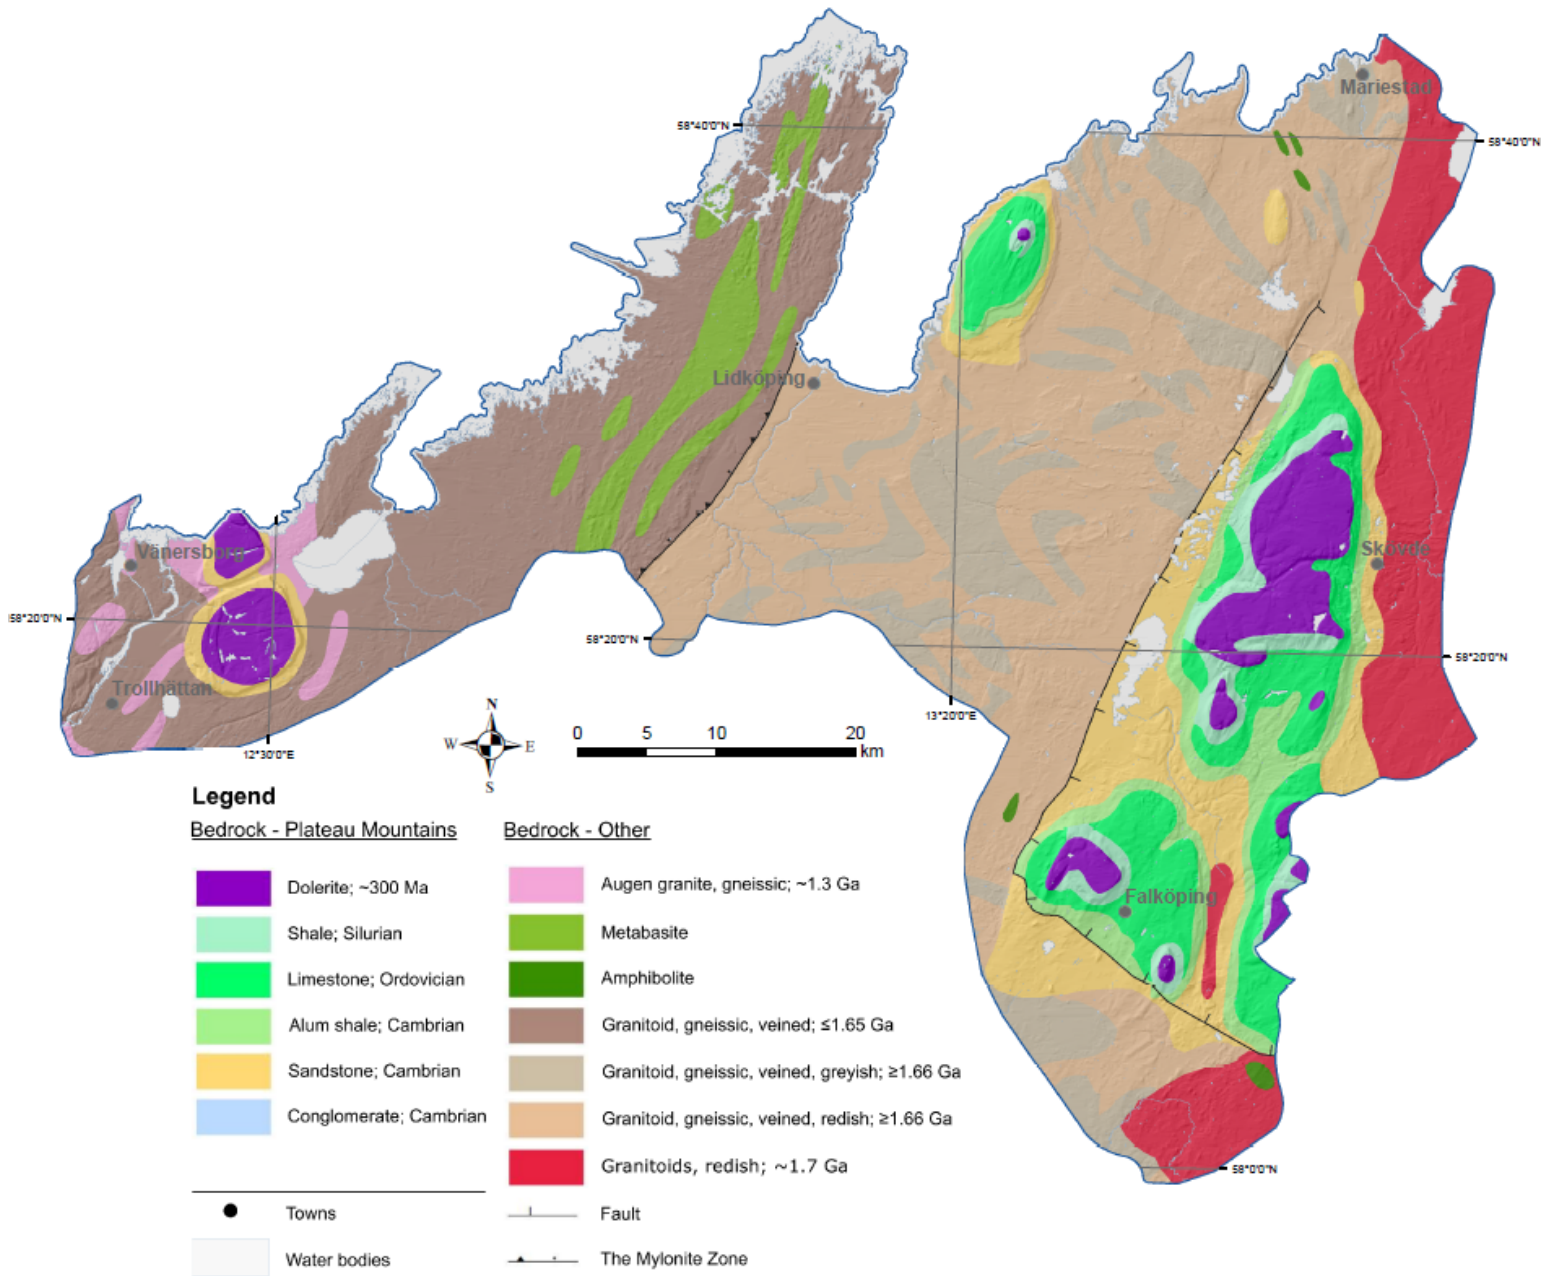 Mariestad
58°40'0"N
58°40'0"N
Lidköping
Vänersborg
Skövde
58°20'0"N
58°20'0"N
58°20'0"N
Trollhättan
13°20'0"E
12°30'0"E
N
W
E
S
0 5 10 20
km
Falköping
58°0'0"N
Legend
Bedrock - Plateau Mountains
Dolerite; ~300 Ma
Shale; Silurian
Limestone; Ordovician
Alum shale; Cambrian
Sandstone; Cambrian
Conglomerate; Cambrian
Towns
Water bodies
Bedrock - Other
Augen granite, gneissic; ~1.3 Ga
Metabasite
Amphibolite
Granitoid, gneissic, veined; ≤1.65 Ga
Granitoid, gneissic, veined, greyish; ≥1.66 Ga
Granitoid, gneissic, veined, redish; ≥1.66 Ga
Granitoids, redish; ~1.7 Ga
Fault
The Mylonite Zone